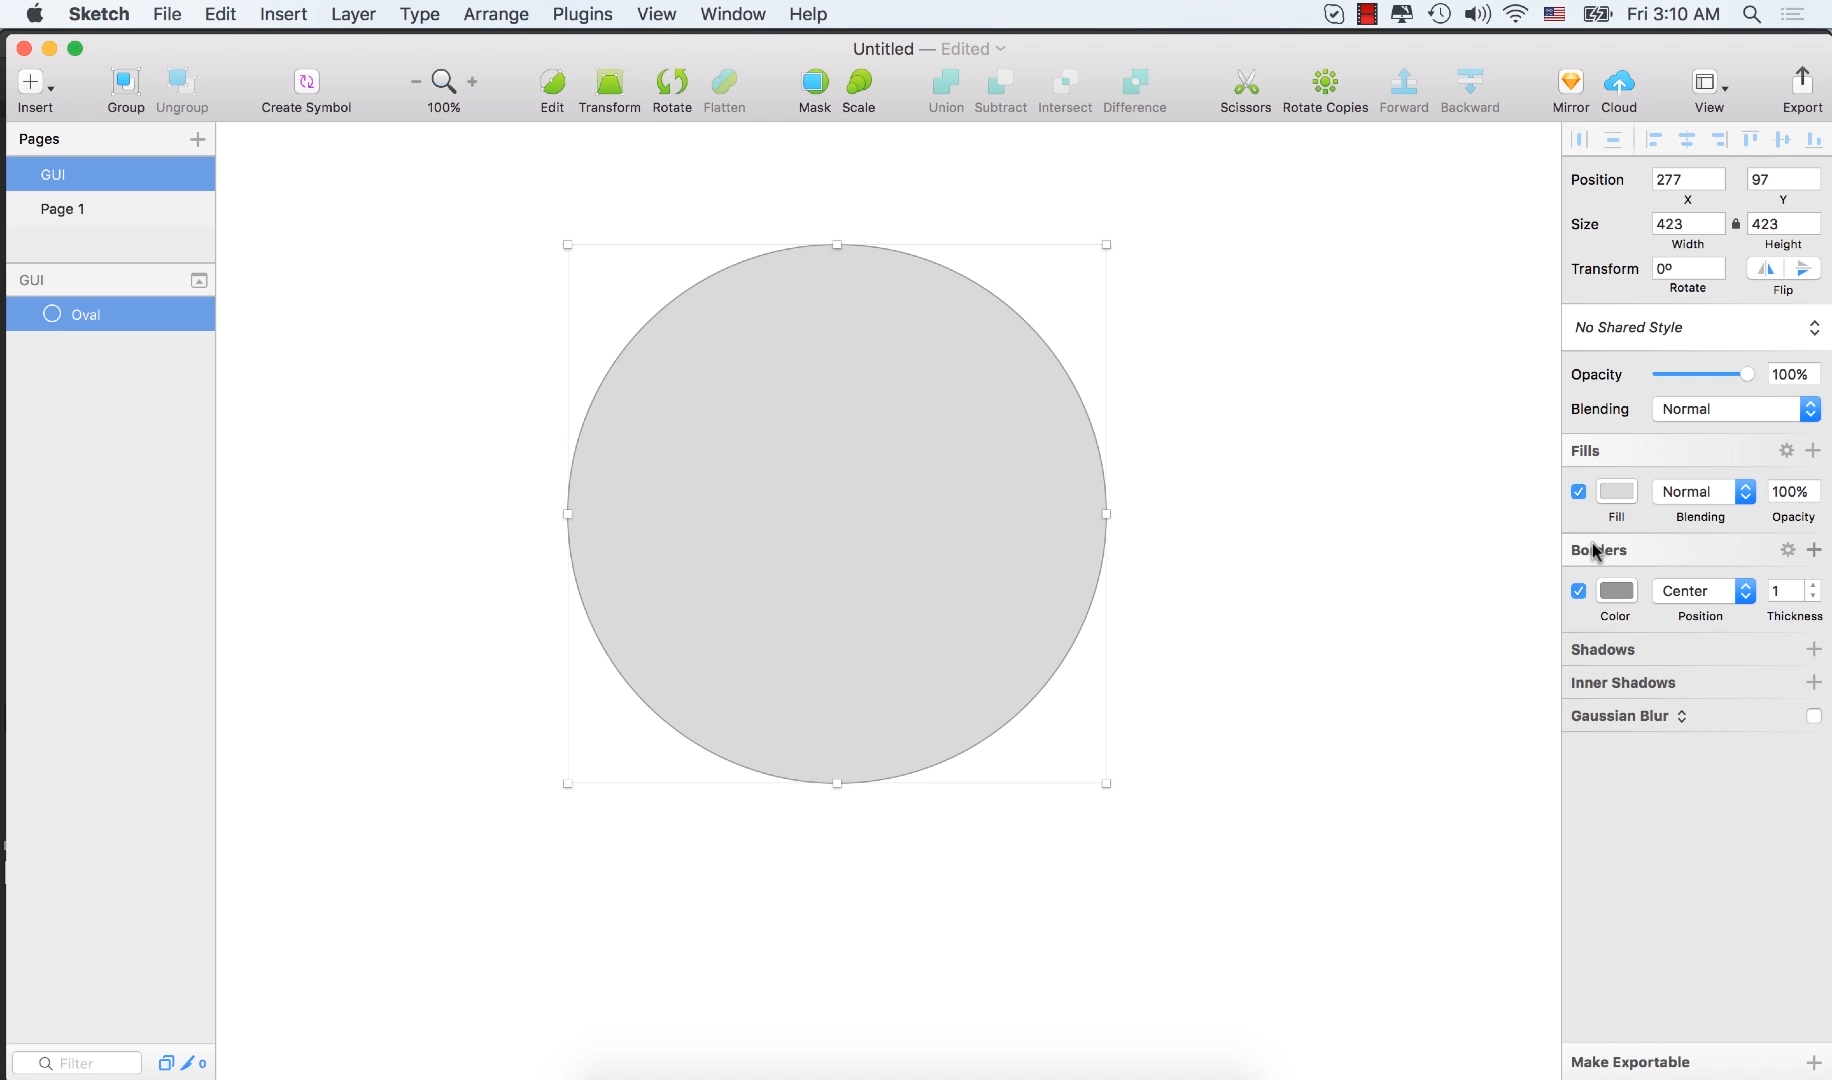 Sketch File Edit Insert Layer Type Arrange Plugins View Window Help Fri 3:10 AM
Untitled — Edited
Insert Group Ungroup Create Symbol 100% Edit Transform Rotate Flatten Mask Scale Union Subtract Intersect Difference Scissors Rotate Copies Forward Backward Mirror Cloud View Export
Pages
GUI
Page 1
GUI
Oval
Filter 0
Position 277 97
X Y
Size 423 423
Width Height
Transform 0º
Rotate Flip
No Shared Style
Opacity 100%
Blending Normal
Fills
Normal 100%
Fill Blending Opacity
Borders
Center 1
Color Position Thickness
Shadows
Inner Shadows
Gaussian Blur
Make Exportable